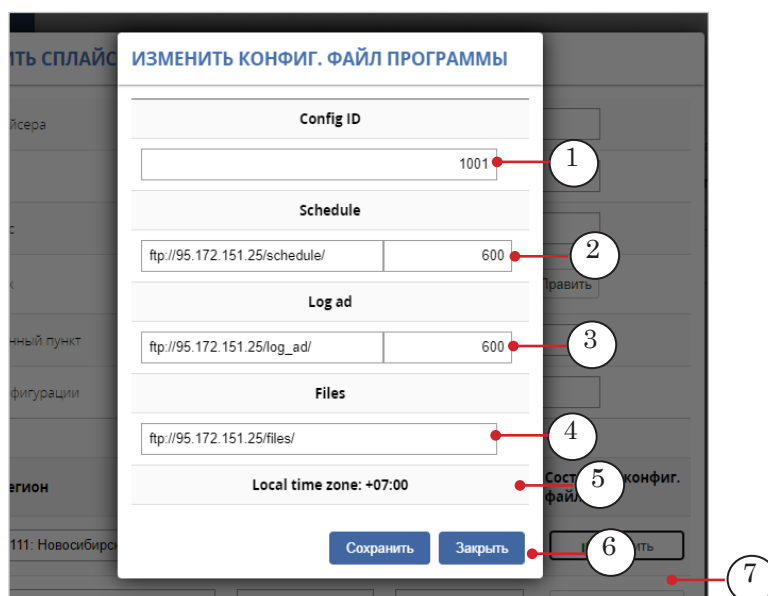 ИТЬ СПЛАЙС
ИЗМЕНИТЬ КОНФИГ. ФАЙЛ ПРОГРАММЫ
йсера
Config ID
1001
1
Schedule
ftp://95.172.151.25/schedule/ 600
2
Править
Log ad
нный пункт
ftp://95.172.151.25/log_ad/ 600
3
фигурации
Files
ftp://95.172.151.25/files/
4
егион
Local time zone: +07:00
5
конфиг.
111: Новосибирск
Сохранить Закрыть
6
ить
7